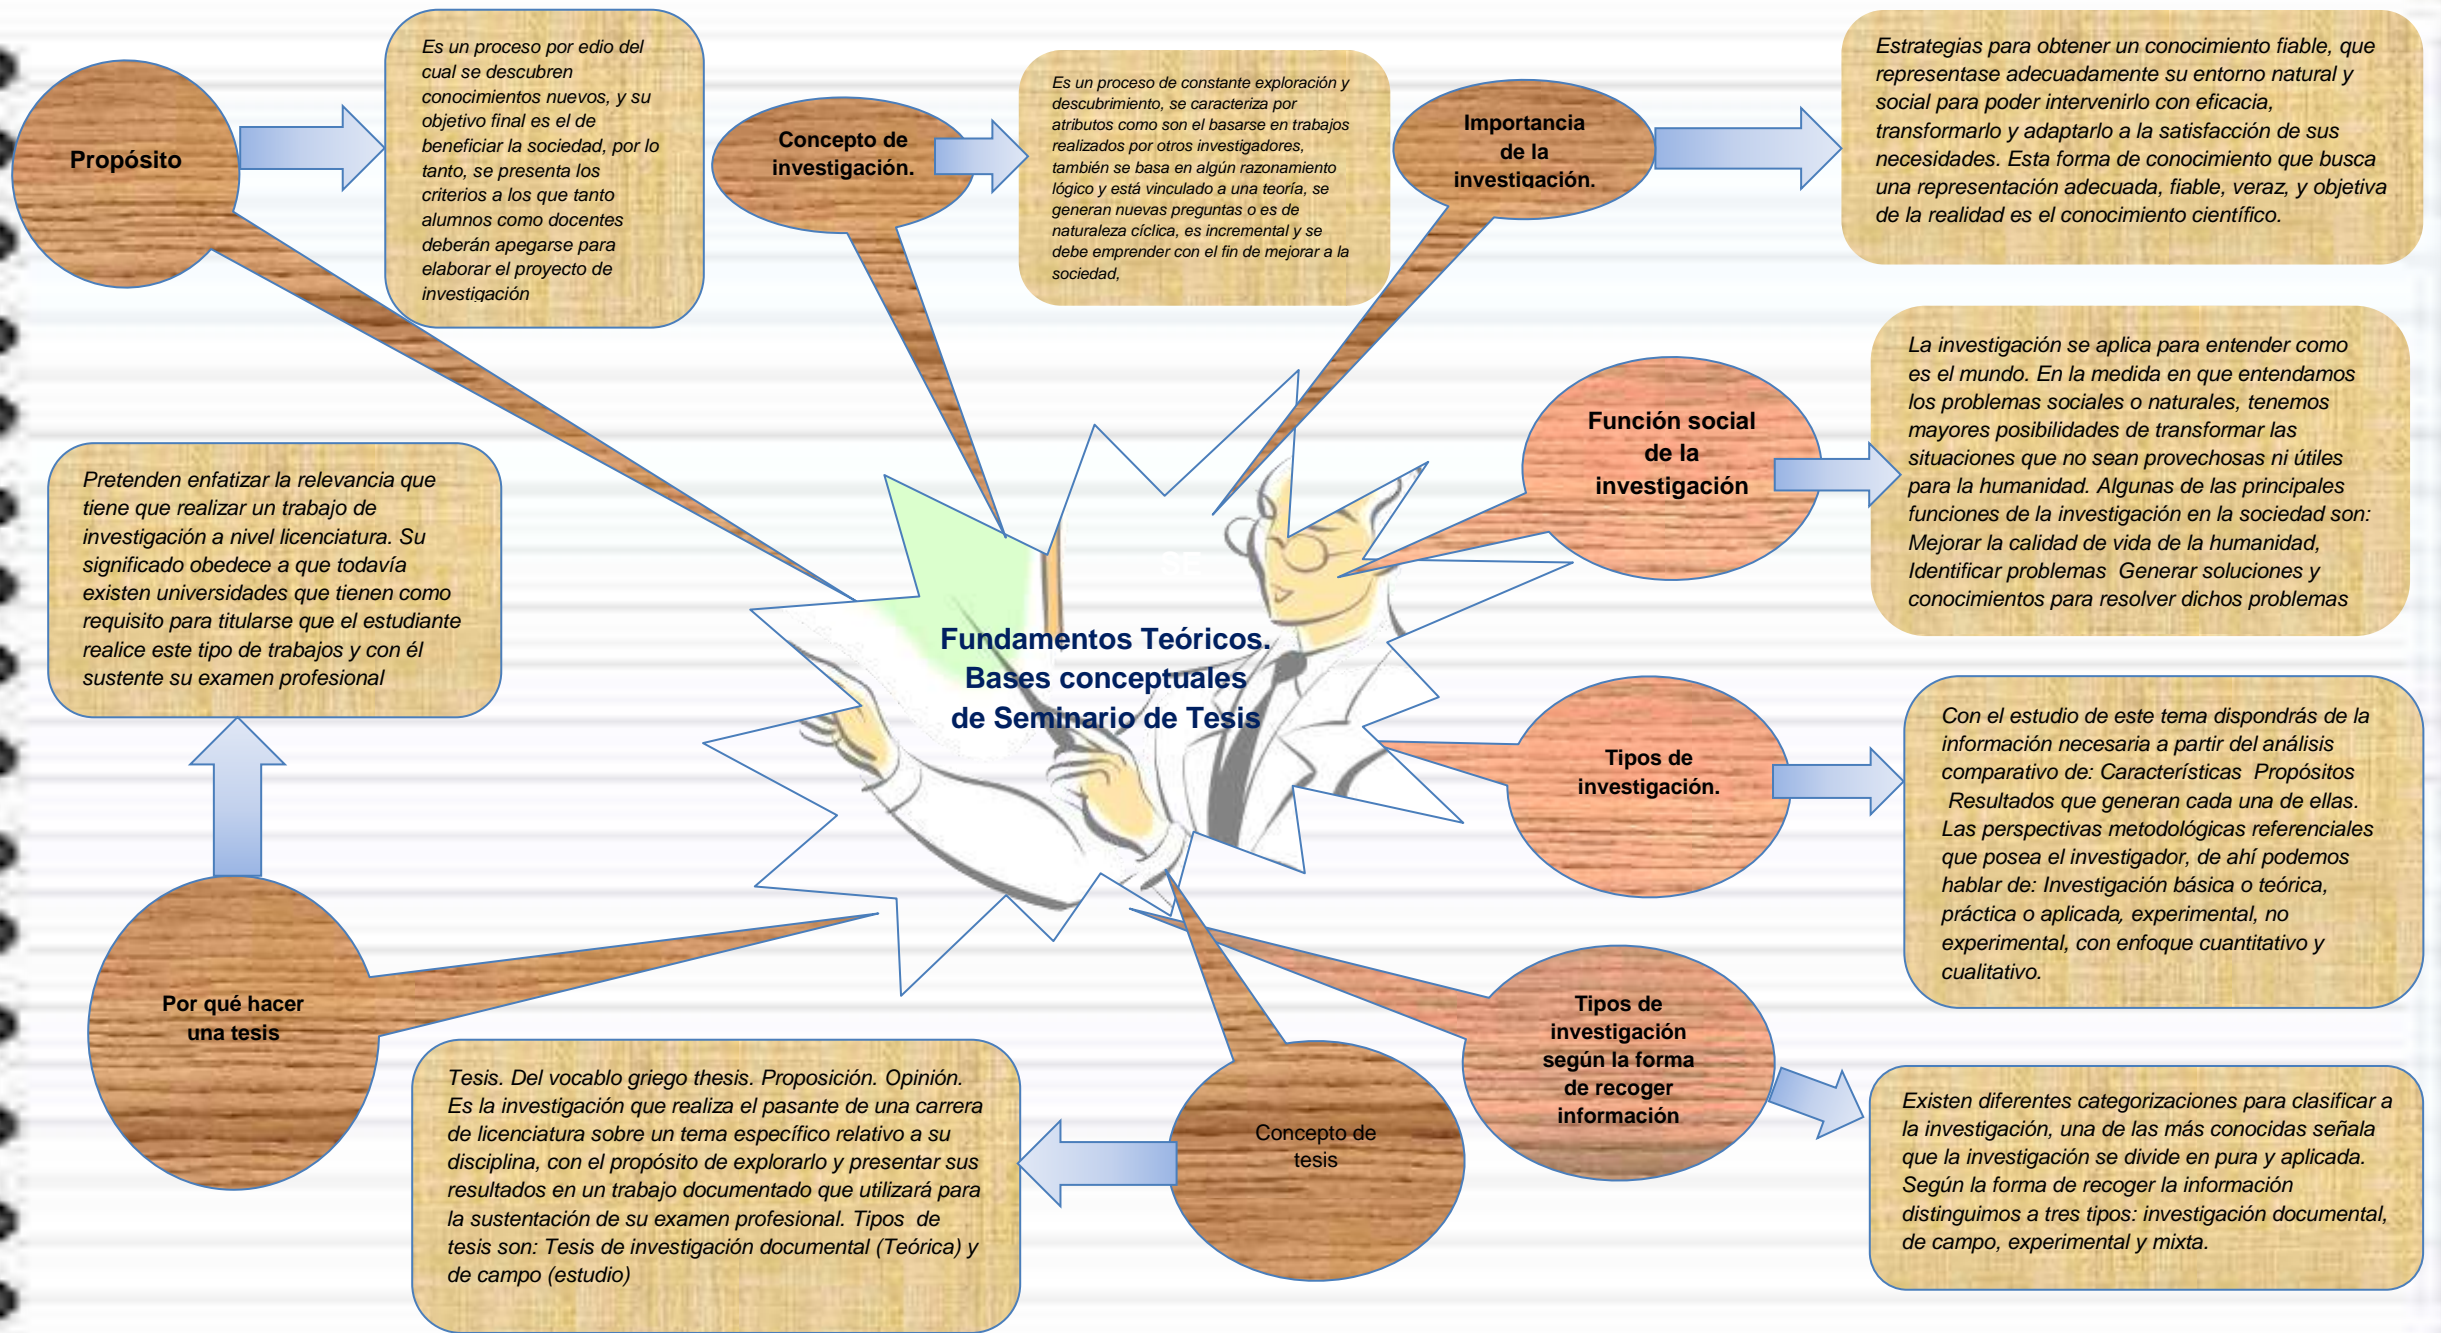 Propósito
Es un proceso por edio del
cual se descubren
conocimientos nuevos, y su
objetivo final es el de
beneficiar la sociedad, por lo
tanto, se presenta los
criterios a los que tanto
alumnos como docentes
deberán apegarse para
elaborar el proyecto de
investigación
Concepto de
investigación.
Es un proceso de constante exploración y
descubrimiento, se caracteriza por
atributos como son el basarse en trabajos
realizados por otros investigadores,
también se basa en algún razonamiento
lógico y está vinculado a una teoría, se
generan nuevas preguntas o es de
naturaleza cíclica, es incremental y se
debe emprender con el fin de mejorar a la
sociedad,
Importancia
de la
investigación.
Estrategias para obtener un conocimiento fiable, que
representase adecuadamente su entorno natural y
social para poder intervenirlo con eficacia,
transformarlo y adaptarlo a la satisfacción de sus
necesidades. Esta forma de conocimiento que busca
una representación adecuada, fiable, veraz, y objetiva
de la realidad es el conocimiento científico.
Función social
de la
investigación
La investigación se aplica para entender como
es el mundo. En la medida en que entendamos
los problemas sociales o naturales, tenemos
mayores posibilidades de transformar las
situaciones que no sean provechosas ni útiles
para la humanidad. Algunas de las principales
funciones de la investigación en la sociedad son:
Mejorar la calidad de vida de la humanidad,
Identificar problemas  Generar soluciones y
conocimientos para resolver dichos problemas
Pretenden enfatizar la relevancia que
tiene que realizar un trabajo de
investigación a nivel licenciatura. Su
significado obedece a que todavía
existen universidades que tienen como
requisito para titularse que el estudiante
realice este tipo de trabajos y con él
sustente su examen profesional
SE
Fundamentos Teóricos.
Bases conceptuales
de Seminario de Tesis
Tipos de
investigación.
Con el estudio de este tema dispondrás de la
información necesaria a partir del análisis
comparativo de: Características  Propósitos
Resultados que generan cada una de ellas.
Las perspectivas metodológicas referenciales
que posea el investigador, de ahí podemos
hablar de: Investigación básica o teórica,
práctica o aplicada, experimental, no
experimental, con enfoque cuantitativo y
cualitativo.
Por qué hacer
una tesis
Tesis. Del vocablo griego thesis. Proposición. Opinión.
Es la investigación que realiza el pasante de una carrera
de licenciatura sobre un tema específico relativo a su
disciplina, con el propósito de explorarlo y presentar sus
resultados en un trabajo documentado que utilizará para
la sustentación de su examen profesional. Tipos  de
tesis son: Tesis de investigación documental (Teórica) y
de campo (estudio)
Concepto de
tesis
Tipos de
investigación
según la forma
de recoger
información
Existen diferentes categorizaciones para clasificar a
la investigación, una de las más conocidas señala
que la investigación se divide en pura y aplicada.
Según la forma de recoger la información
distinguimos a tres tipos: investigación documental,
de campo, experimental y mixta.